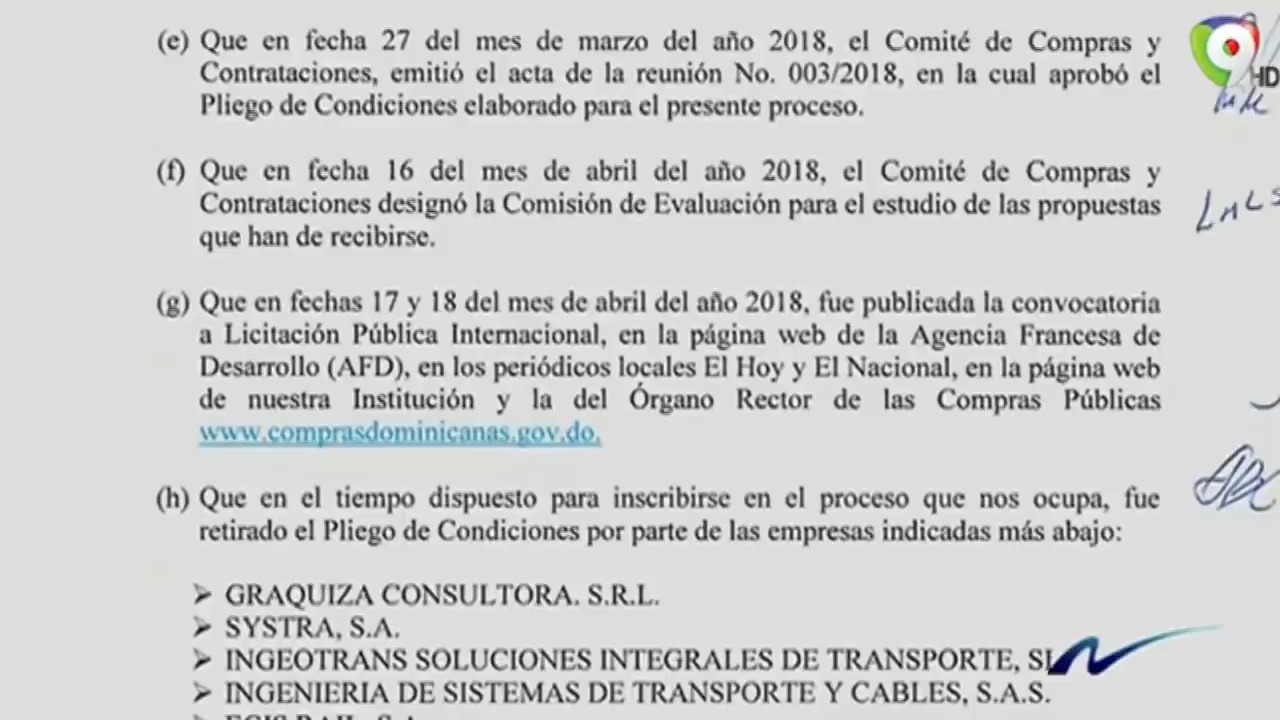 (e) Que en fecha 27 del mes de marzo del año 2018, el Comité de Compras y
Contrataciones, emitió el acta de la reunión No. 003/2018, en la cual aprobó el
Pliego de Condiciones elaborado para el presente proceso.
(f) Que en fecha 16 del mes de abril del año 2018, el Comité de Compras y
Contrataciones designó la Comisión de Evaluación para el estudio de las propuestas
que han de recibirse.
(g) Que en fechas 17 y 18 del mes de abril del año 2018, fue publicada la convocatoria
a Licitación Pública Internacional, en la página web de la Agencia Francesa de
Desarrollo (AFD), en los periódicos locales El Hoy y El Nacional, en la página web
de nuestra Institución y la del Órgano Rector de las Compras Públicas
www.comprasdominicanas.gov.do.
(h) Que en el tiempo dispuesto para inscribirse en el proceso que nos ocupa, fue
retirado el Pliego de Condiciones por parte de las empresas indicadas más abajo:
➢ GRAQUIZA CONSULTORA. S.R.L.
➢ SYSTRA, S.A.
➢ INGEOTRANS SOLUCIONES INTEGRALES DE TRANSPORTE,
➢ INGENIERIA DE SISTEMAS DE TRANSPORTE Y CABLES, S.A.S.
9 HD